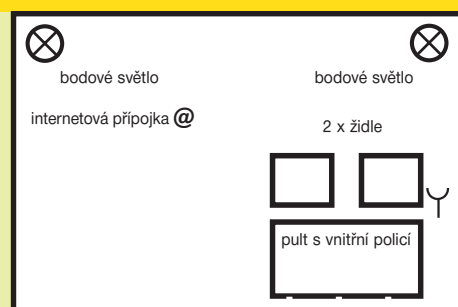 bodové světlo
bodové světlo
internetová přípojka @
2 x židle
pult s vnitřní policí